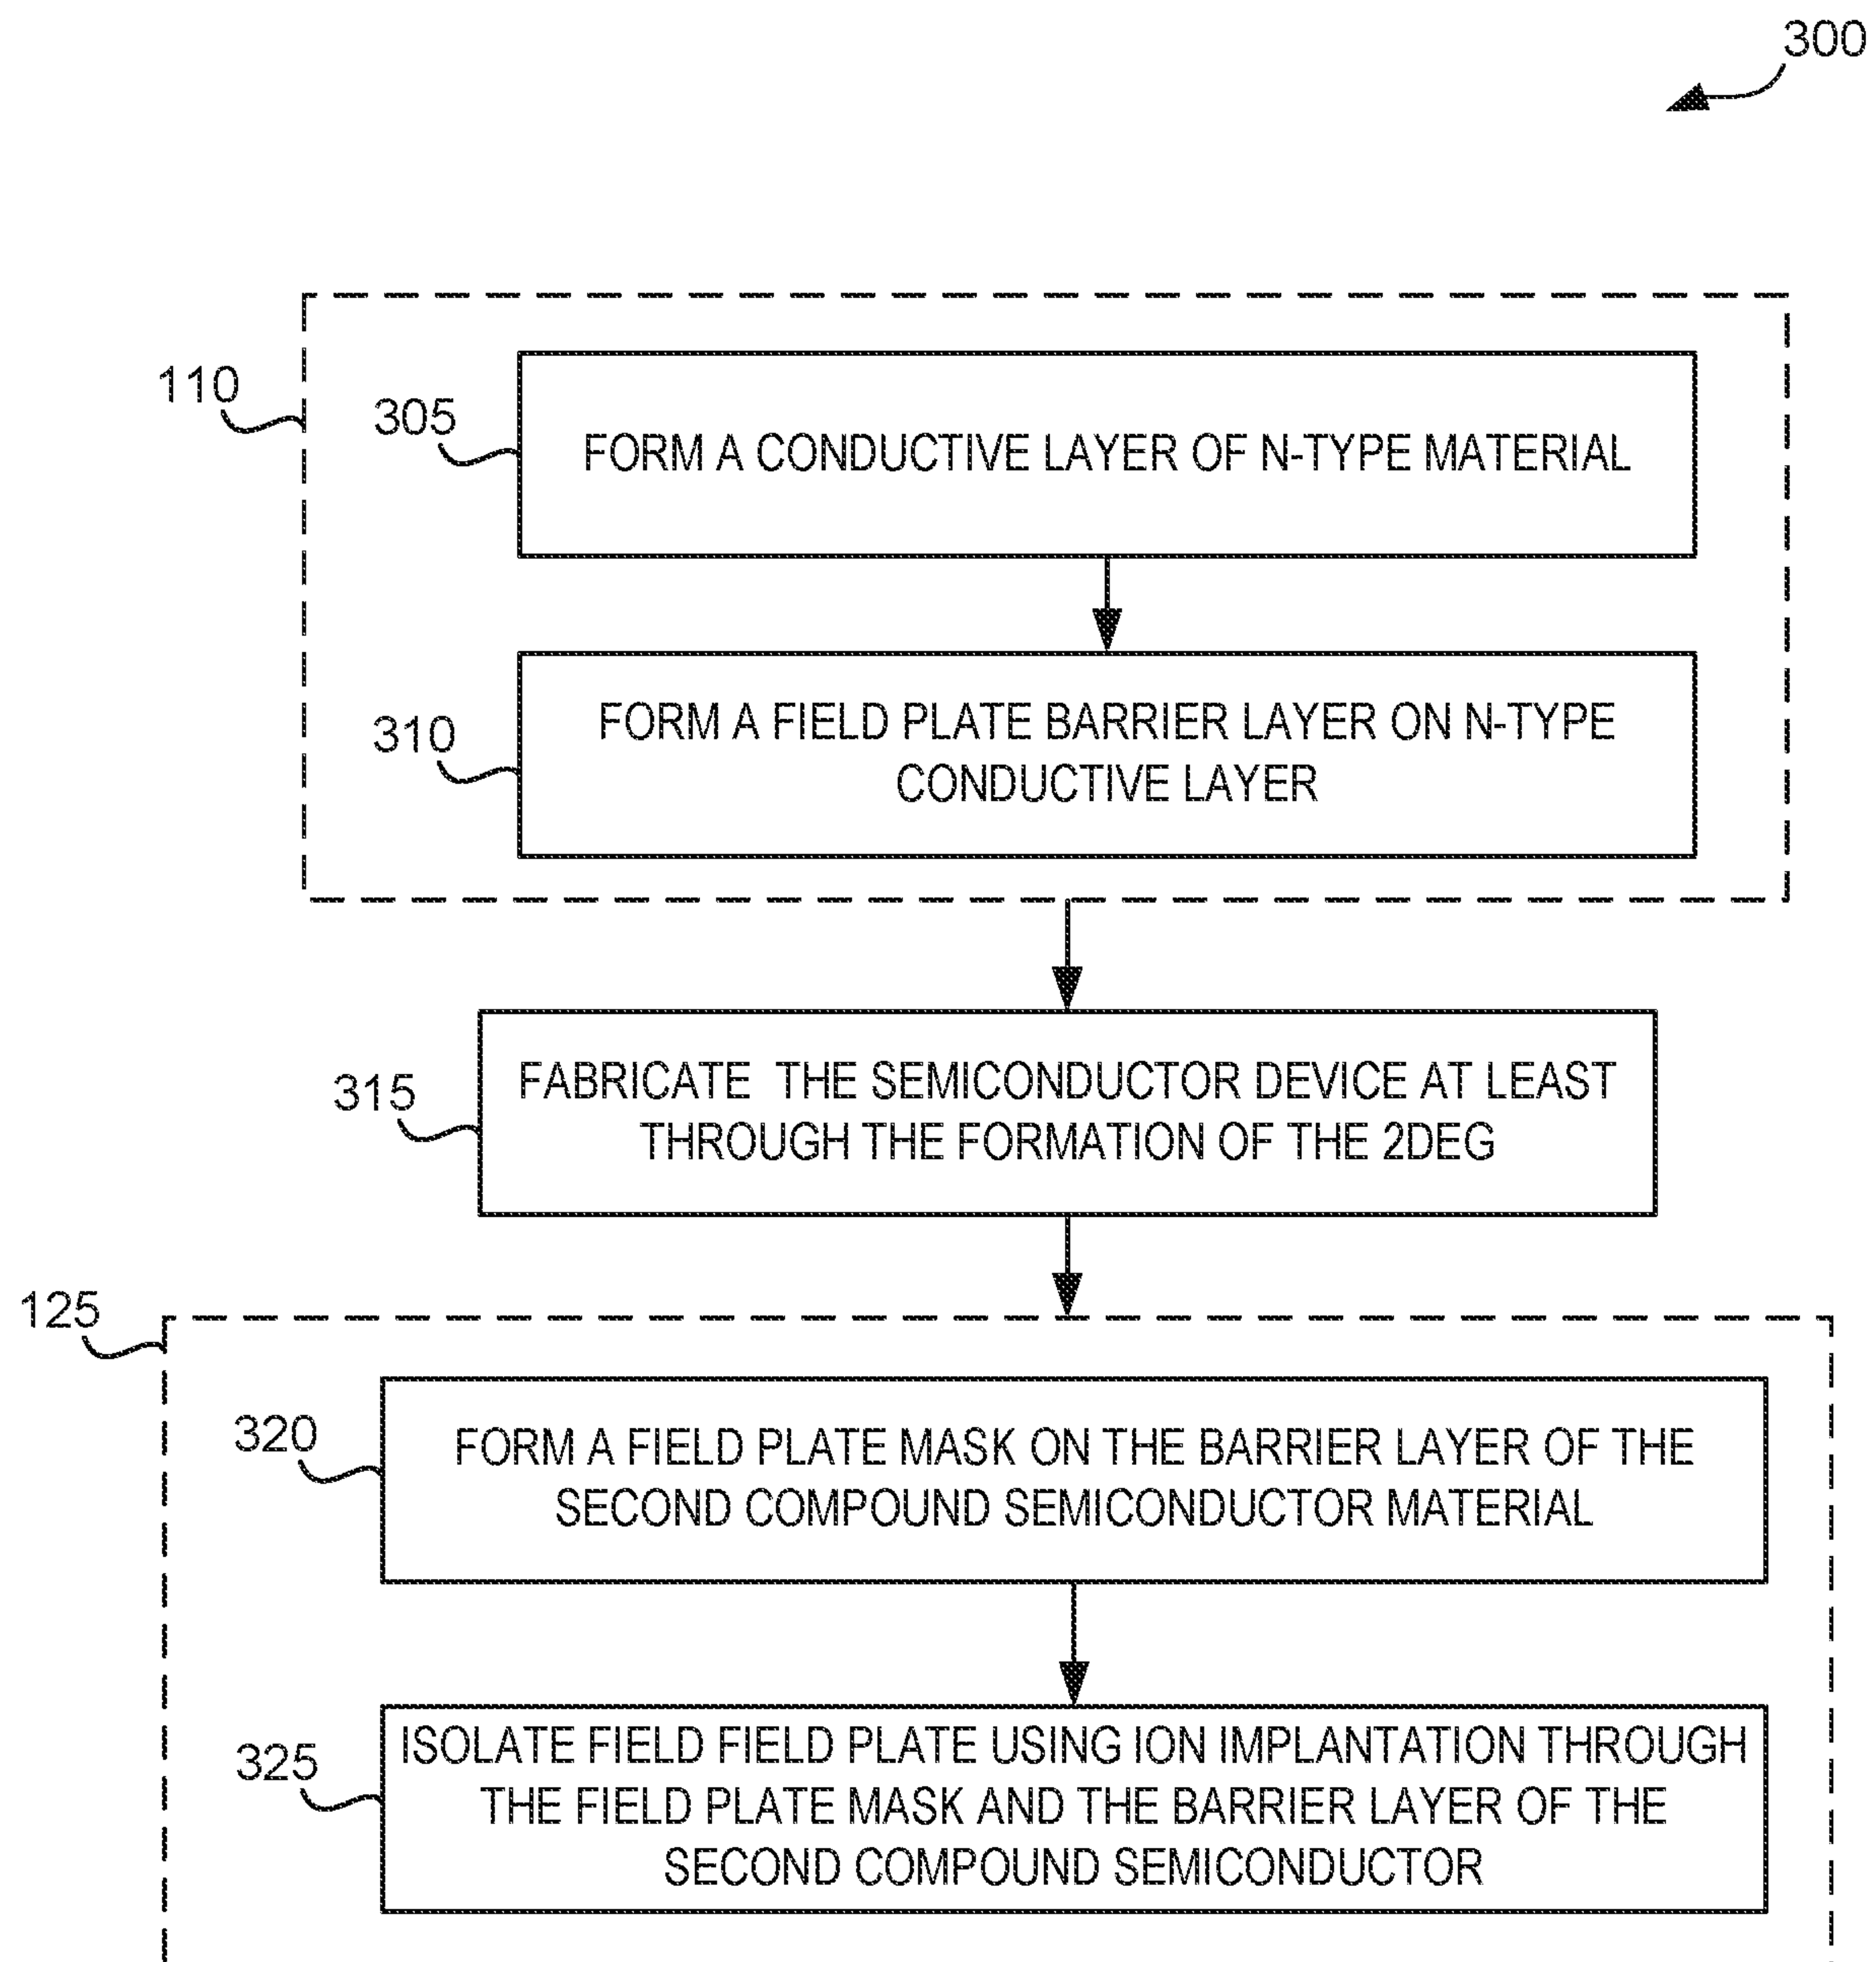 300
110
305
FORM A CONDUCTIVE LAYER OF N-TYPE MATERIAL
310
FORM A FIELD PLATE BARRIER LAYER ON N-TYPE
CONDUCTIVE LAYER
315
FABRICATE THE SEMICONDUCTOR DEVICE AT LEAST
THROUGH THE FORMATION OF THE 2DEG
125
320
FORM A FIELD PLATE MASK ON THE BARRIER LAYER OF THE
SECOND COMPOUND SEMICONDUCTOR MATERIAL
325
ISOLATE FIELD FIELD PLATE USING ION IMPLANTATION THROUGH
THE FIELD PLATE MASK AND THE BARRIER LAYER OF THE
SECOND COMPOUND SEMICONDUCTOR